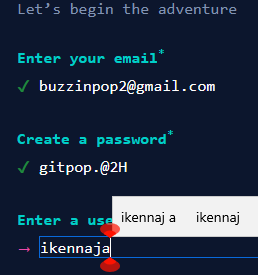 Let's begin the adventure
Enter your email*
✓ buzzinpop2@gmail.com
Create a password*
✓ gitpop.@2H
Enter a use
ikennaj a ikennaj
→ ikennaja